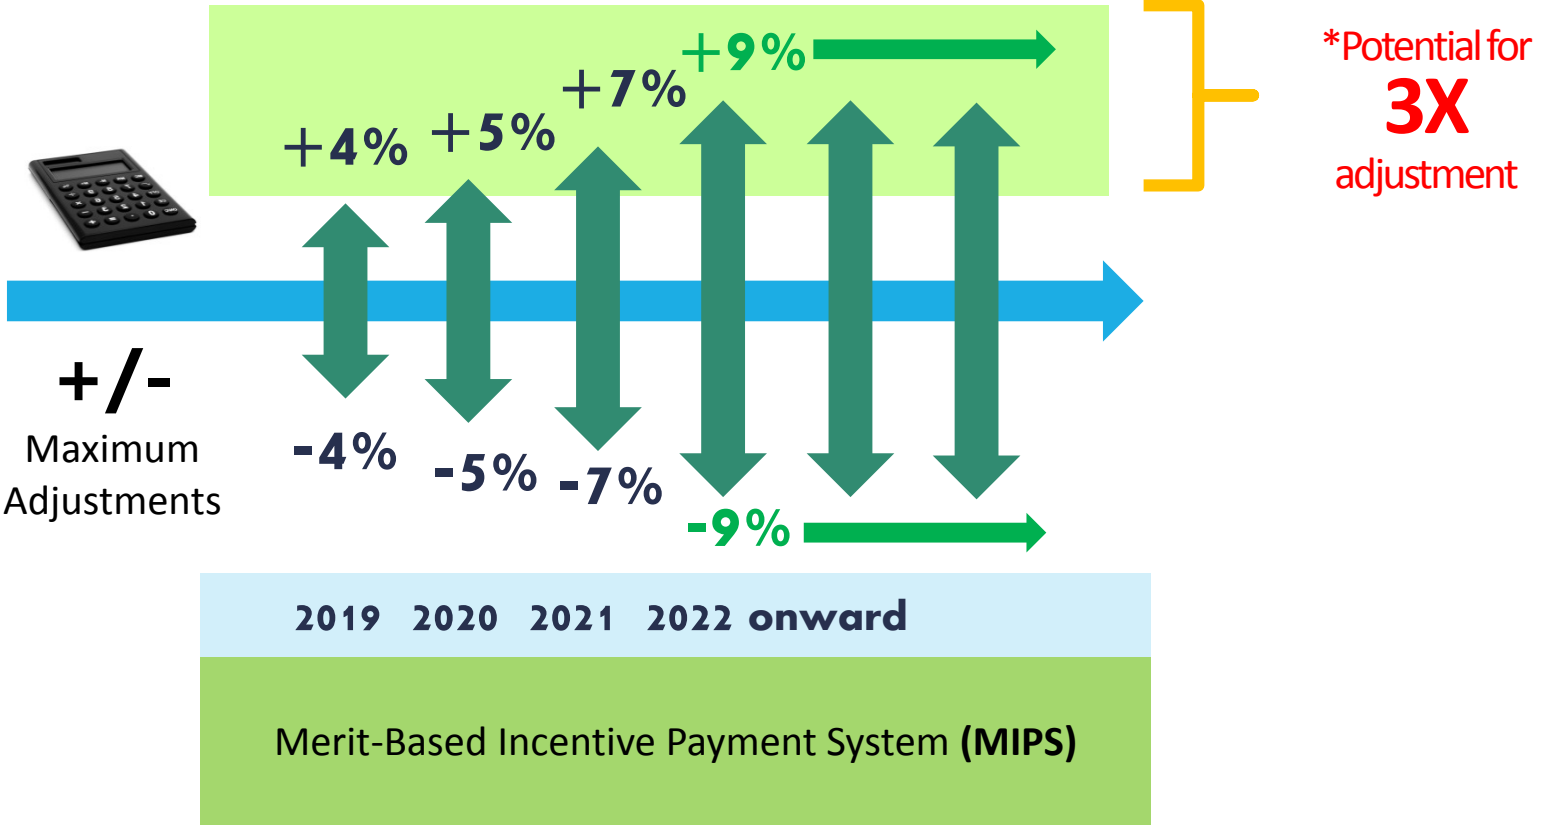 +9%
+7%
+5%
+4%
*Potential for
3X
adjustment
+/-
Maximum
Adjustments
-4%
-5%
-7%
-9%
2019 2020 2021 2022 onward
Merit-Based Incentive Payment System (MIPS)